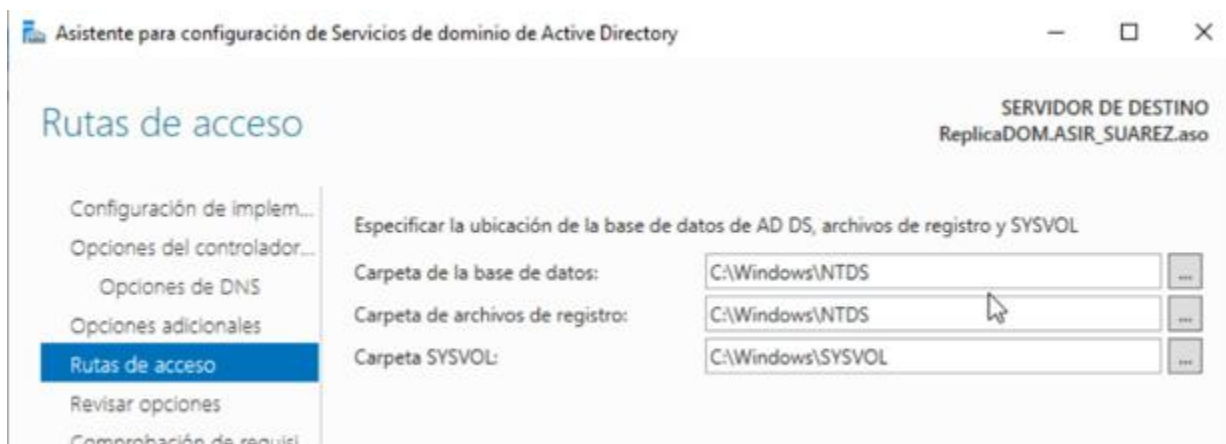 Asistente para configuración de Servicios de dominio de Active Directory
Rutas de acceso
SERVIDOR DE DESTINO
ReplicaDOM.ASIR_SUAREZ.aso
Configuración de implem...
Opciones del controlador...
Opciones de DNS
Opciones adicionales
Rutas de acceso
Revisar opciones
Comprobación de requisi...
Especificar la ubicación de la base de datos de AD DS, archivos de registro y SYSVOL
Carpeta de la base de datos: C:\Windows\NTDS ...
Carpeta de archivos de registro: C:\Windows\NTDS ...
Carpeta SYSVOL: C:\Windows\SYSVOL ...